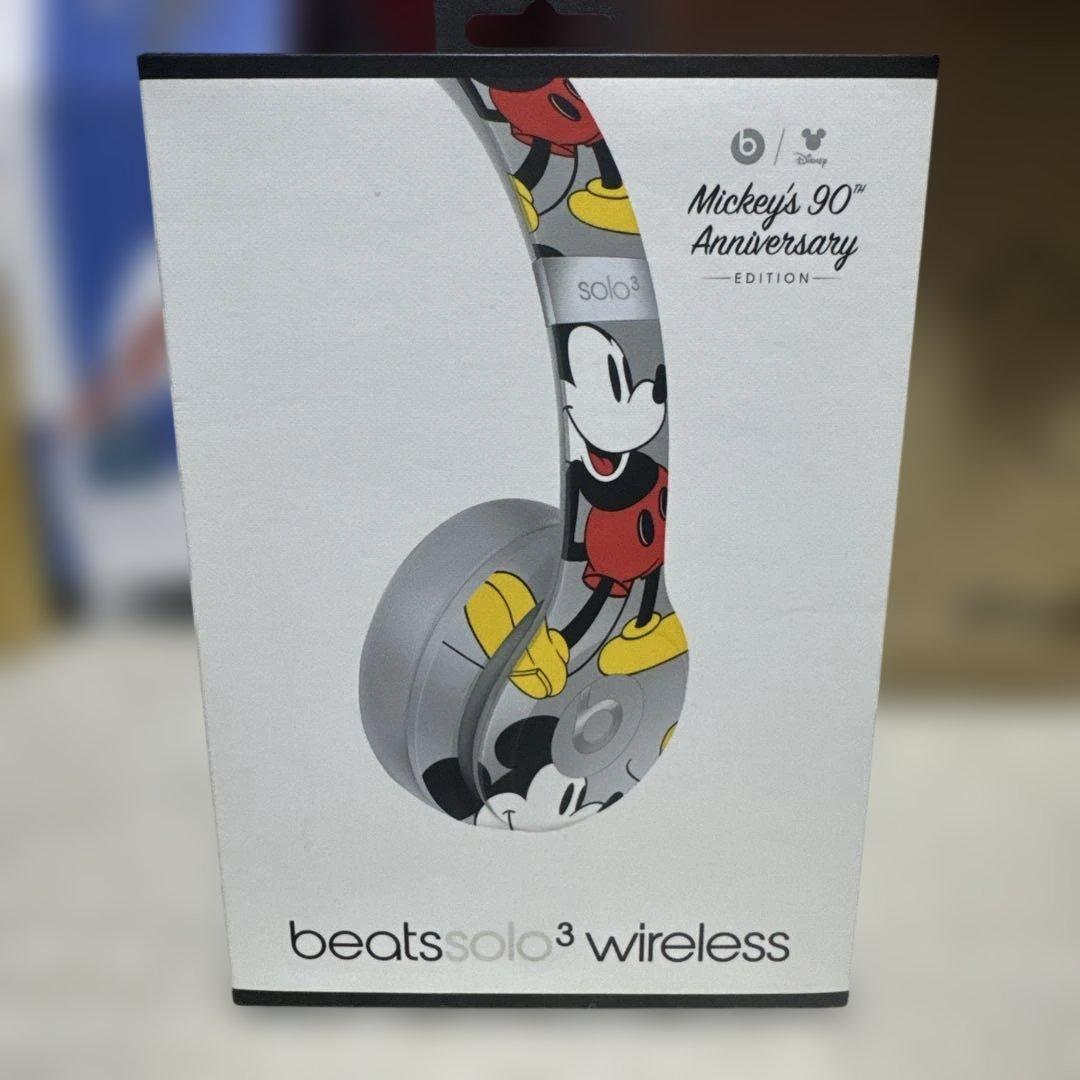 b / Disney
Mickey's 90TH
Anniversary
EDITION
solo3
b
beatssolo3 wireless